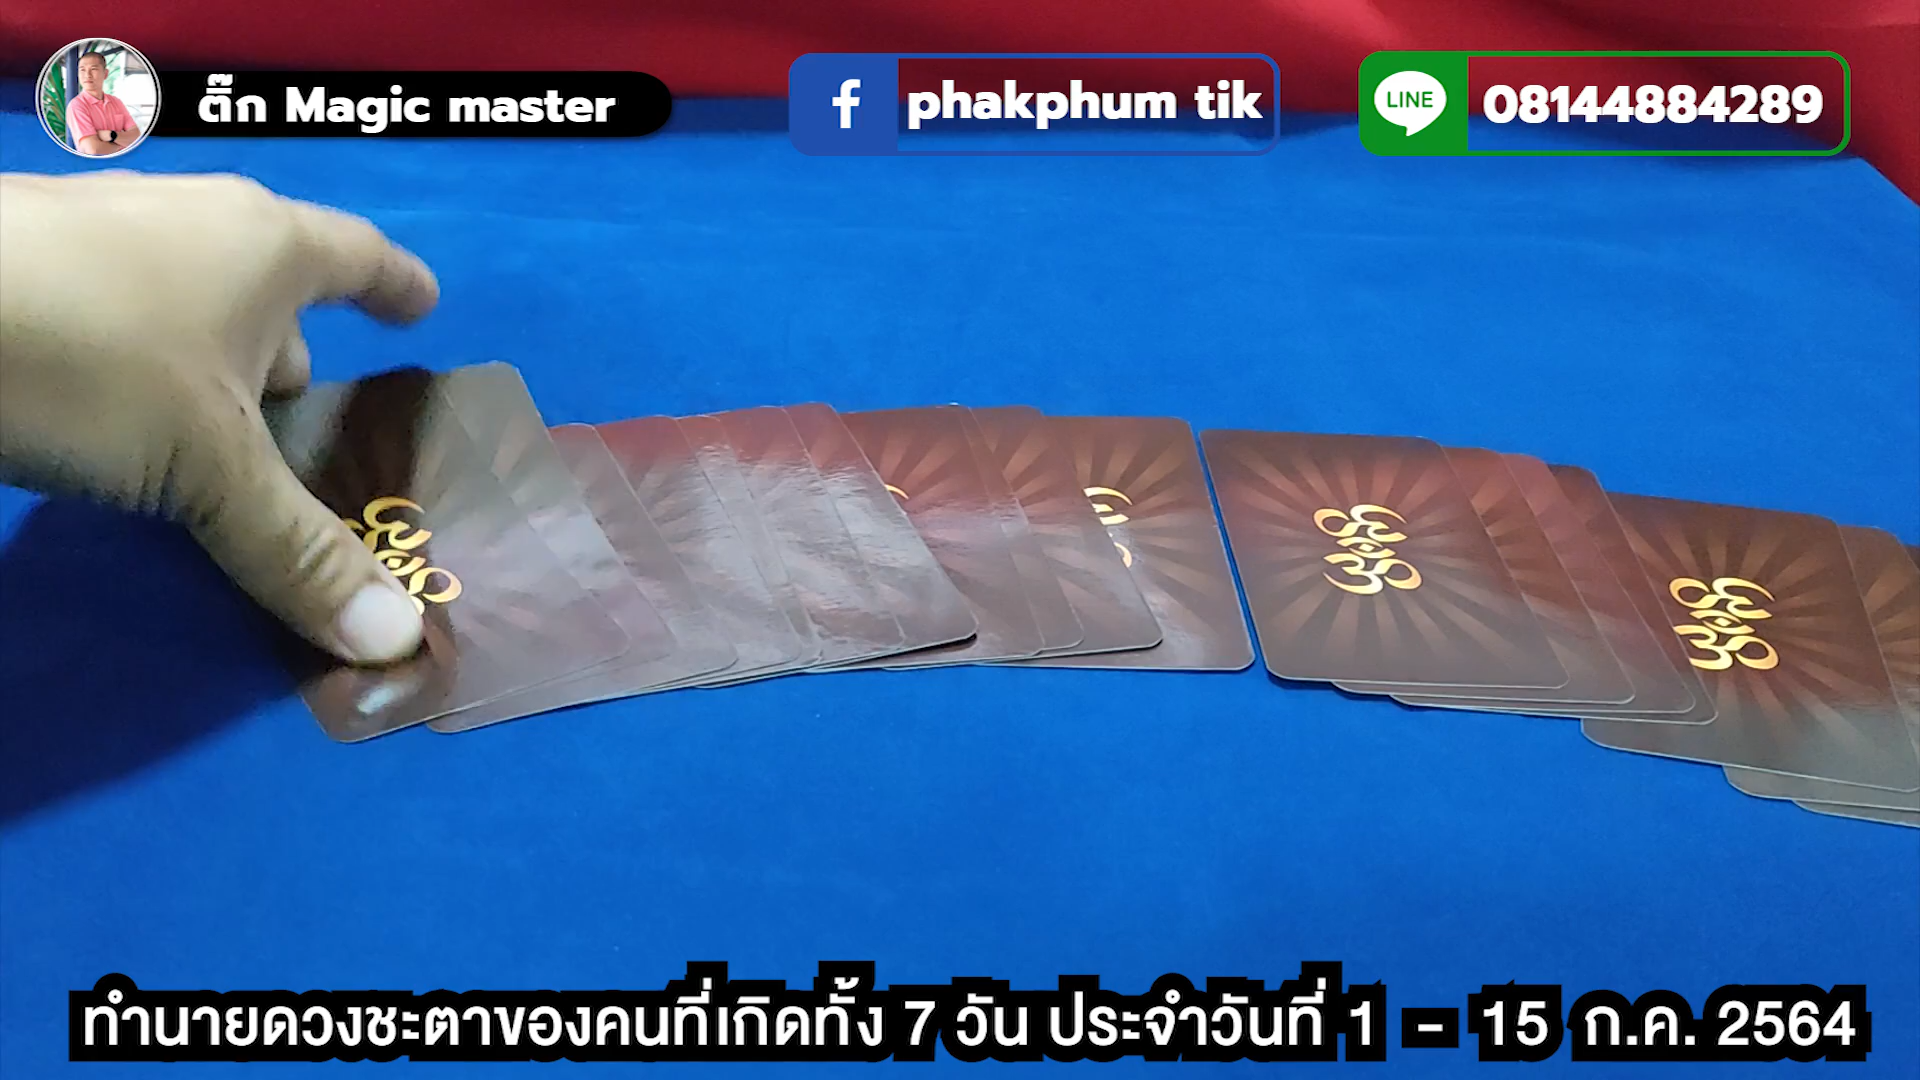 ติ๊ก Magic master
phakphum tik
LINE
08144884289
ทำนายดวงชะตาของคนที่เกิดทั้ง 7 วัน ประจำวันที่ 1 - 15 ก.ค. 2564